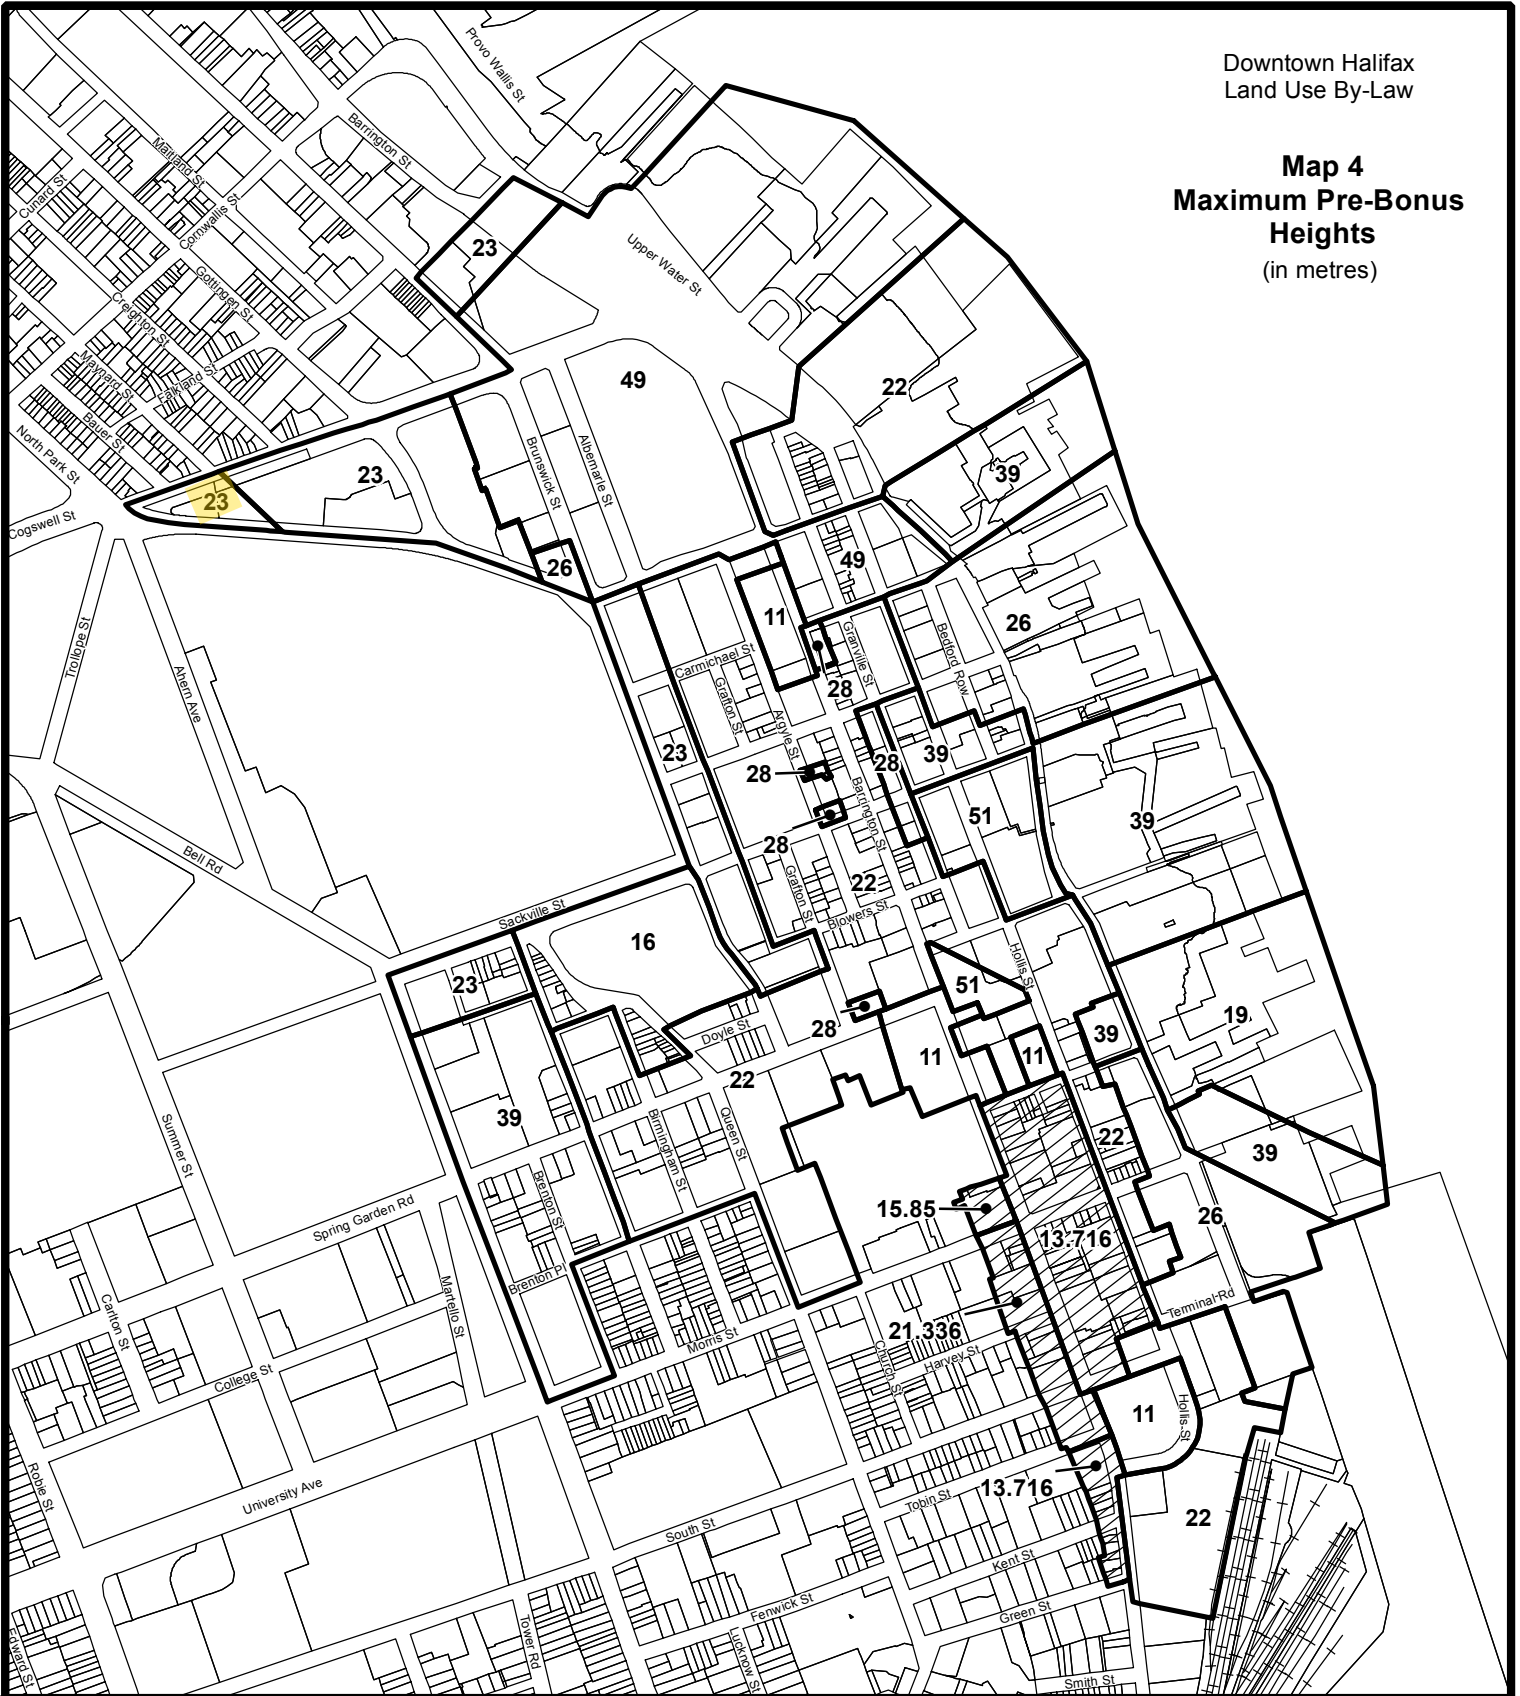 Downtown Halifax
Land Use By-Law
Map 4
Maximum Pre-Bonus
Heights
(in metres)
Provo Wallis St
Barrington St
Maitland St
Cunard St
Cornwallis St
Upper Water St
23
Gottingen St
Creighton St
Maynard St
Falkland St
Bauer St
North Park St
49
22
Brunswick St
Albemarle St
23
39
23
Cogswell St
26
49
11
Granville St
Bedford Row
26
Trollope St
Ahern Ave
Carmichael St
Grafton St
28
Argyle St
23
28
28
39
Barrington St
51
39
28
Bell Rd
Grafton St
22
Blowers St
Sackville St
16
23
Hollis St
51
19
28
39
Doyle St
11
11
22
39
Birmingham St
Queen St
22
39
Summer St
Brenton St
15.85
26
13.716
Spring Garden Rd
Brenton Pl
Martello St
Carlton St
Terminal Rd
21.336
Morris St
Church St
Harvey St
College St
11
Hollis St
Robie St
University Ave
13.716
Tobin St
22
South St
Kent St
Fenwick St
Green St
Tower Rd
Lucknow St
Edward St
Smith St